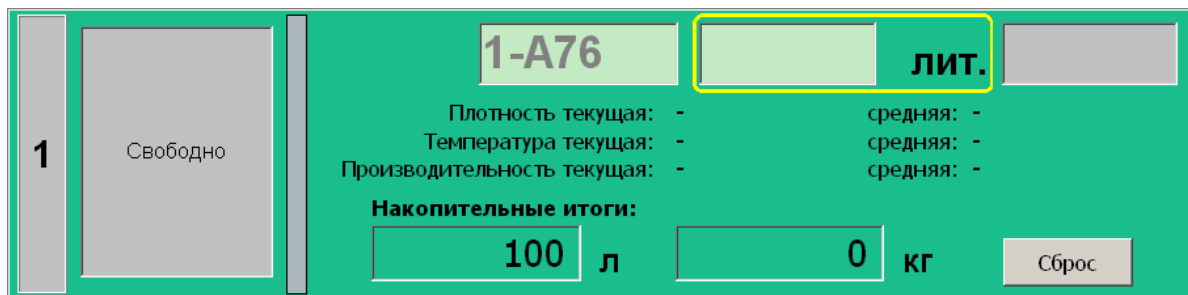 1
Свободно
1-А76
лит.
Плотность текущая: - средняя: -
Температура текущая: - средняя: -
Производительность текущая: - средняя: -
Накопительные итоги:
100 л 0 кг
Сброс